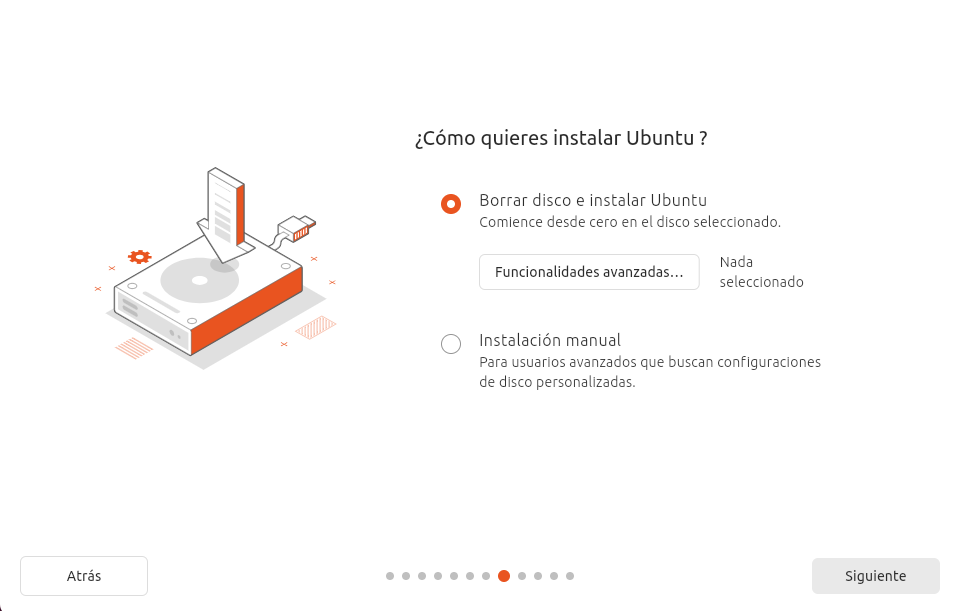 ¿Cómo quieres instalar Ubuntu ?
Borrar disco e instalar Ubuntu
Comience desde cero en el disco seleccionado.
Funcionalidades avanzadas...
Nada
seleccionado
Instalación manual
Para usuarios avanzados que buscan configuraciones
de disco personalizadas.
Atrás
Siguiente